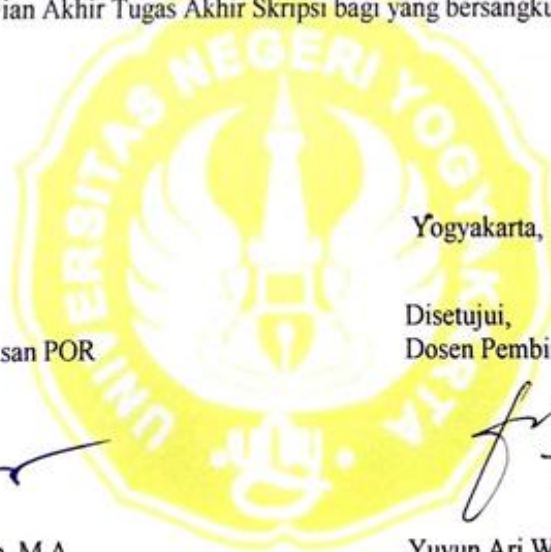 ian Akhir Tugas Akhir Skripsi bagi yang bersangku
UNIVERSITAS NEGERI YOGYAKARTA
Yogyakarta,
Disetujui,
san POR
Dosen Pembi
M.A.
Yuyun Ari W